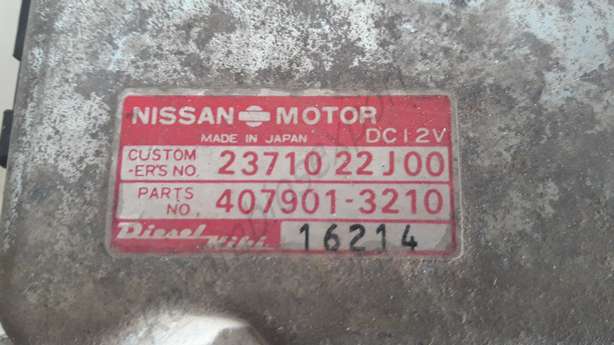 NISSAN MOTOR
MADE IN JAPAN DC12V
CUSTOM
-ER'S NO. 23710 22J00
PARTS
NO. 407901-3210
Diesel Kiki 16214